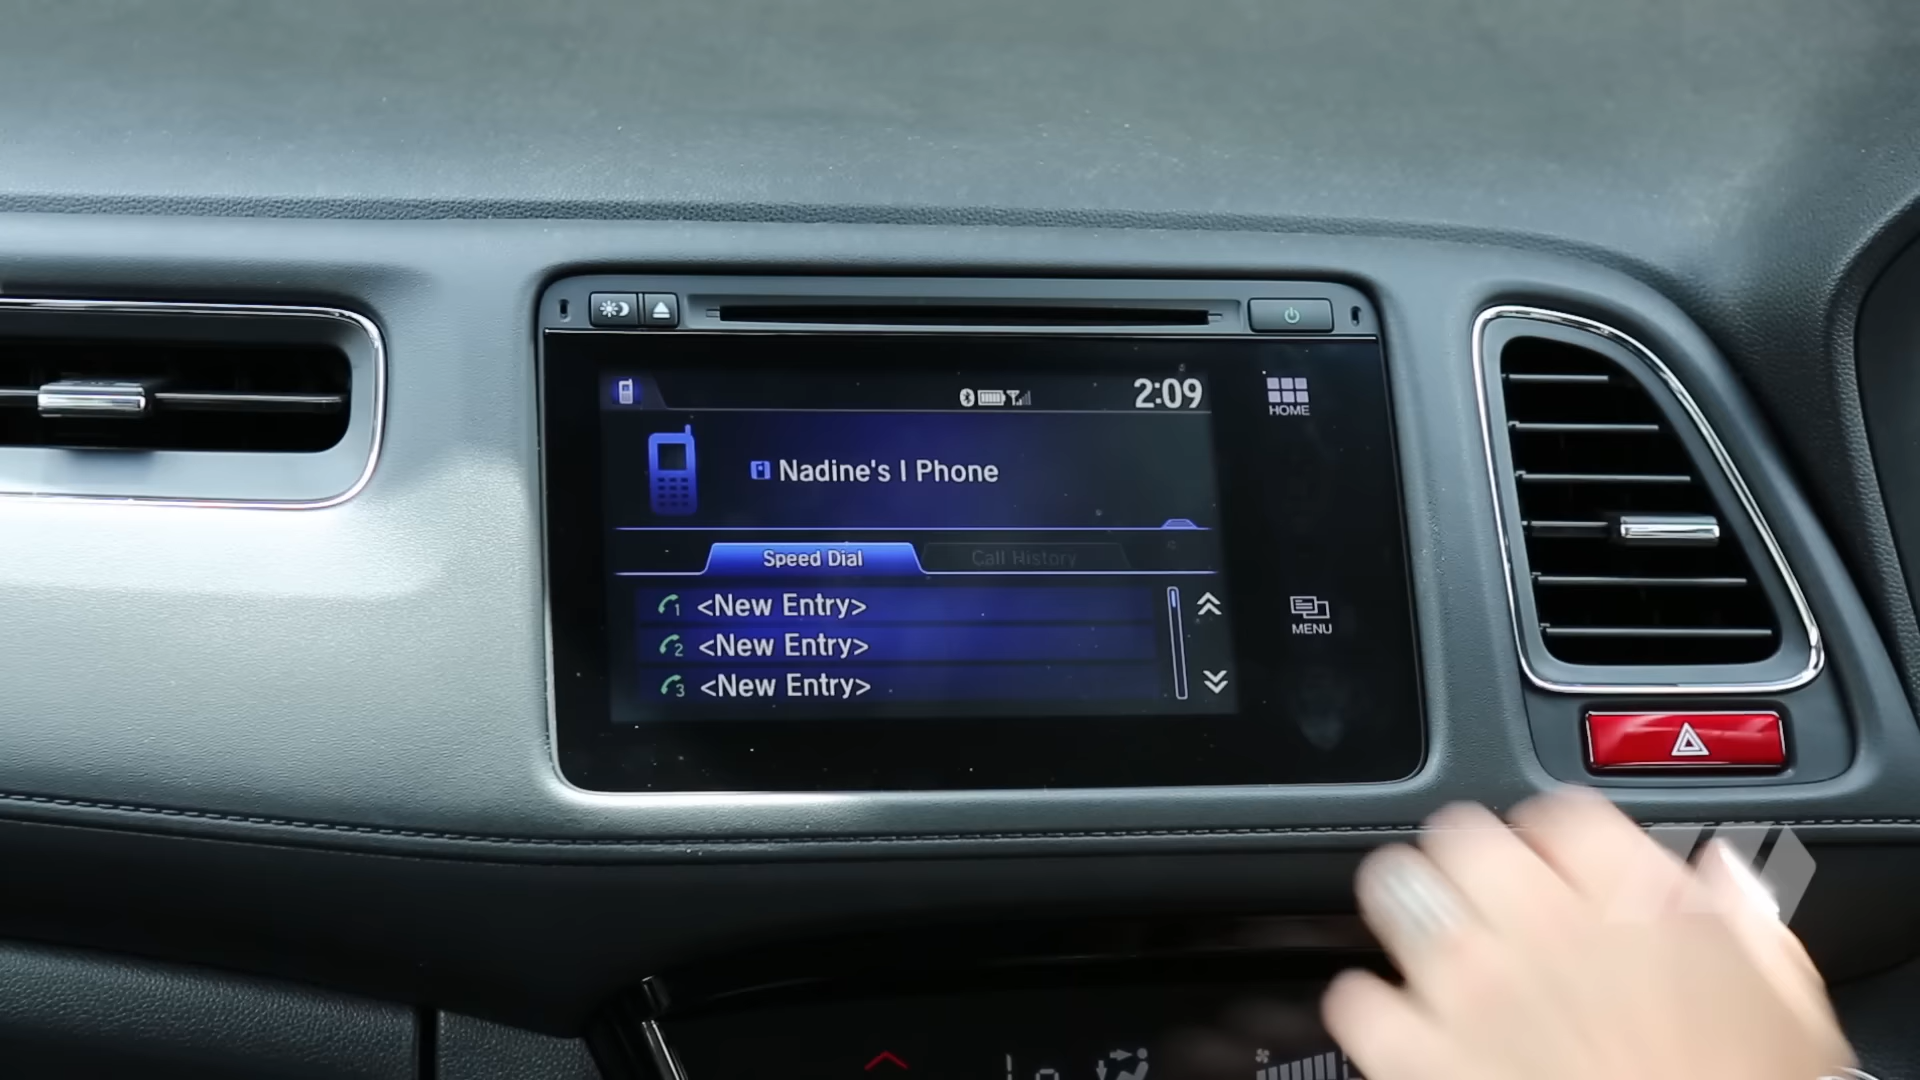 2:09
HOME
Nadine's I Phone
Speed Dial
Call History
1 <New Entry>
2 <New Entry>
3 <New Entry>
MENU